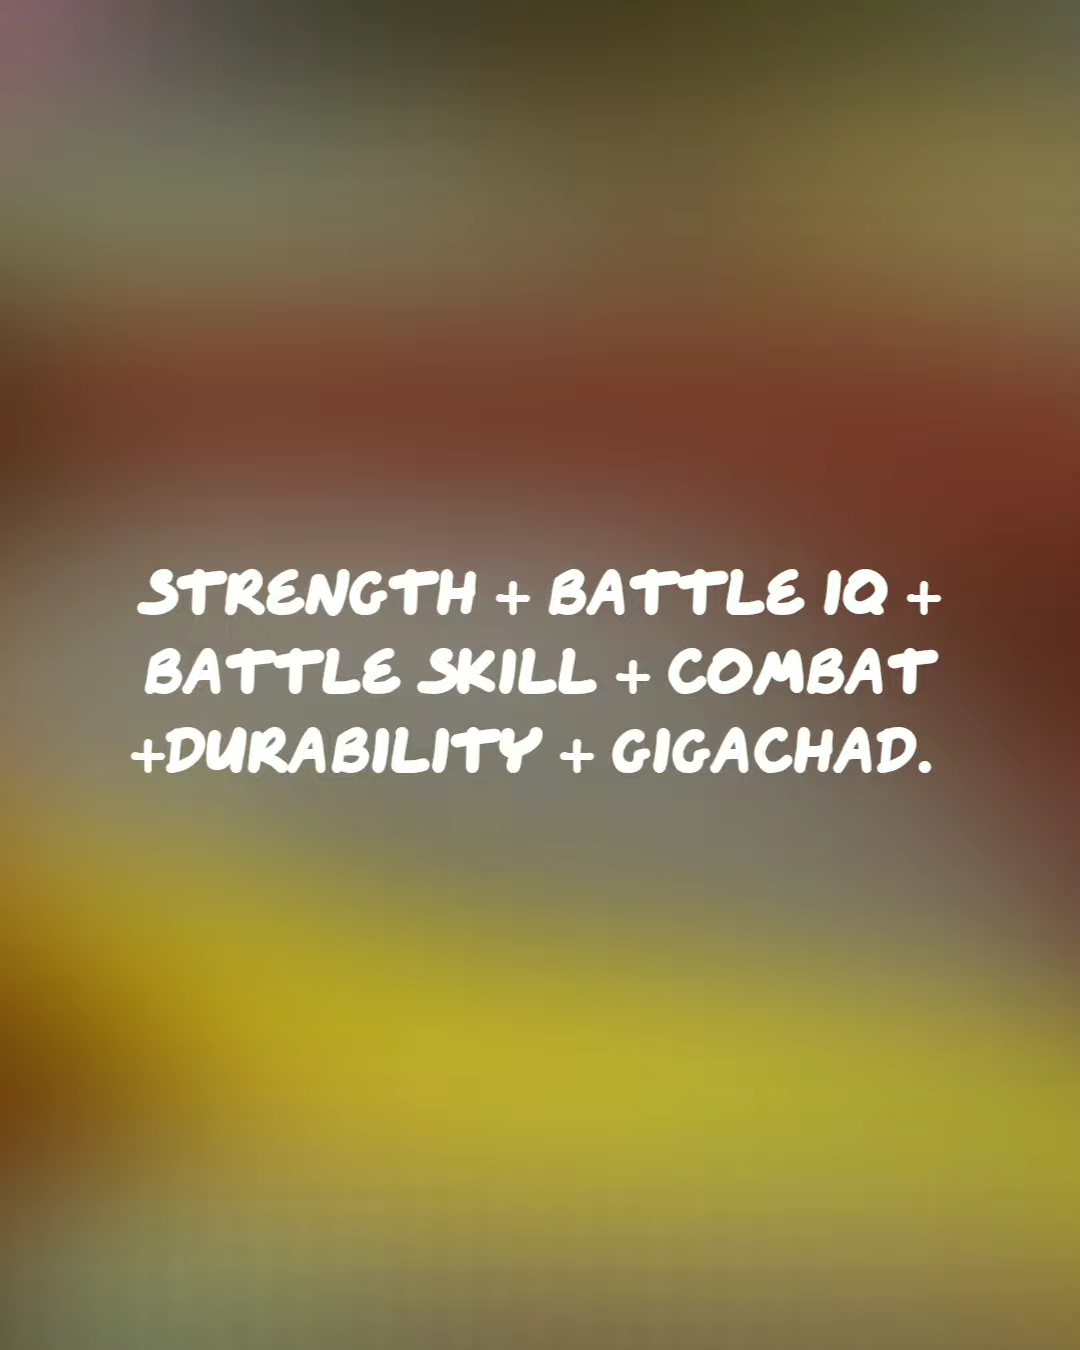 STRENGTH + BATTLE IQ +
BATTLE SKILL + COMBAT
+DURABILITY + GIGACHAD.